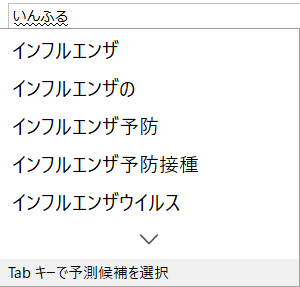 いんふる
インフルエンザ
インフルエンザの
インフルエンザ予防
インフルエンザ予防接種
インフルエンザウイルス
Tab キーで予測候補を選択